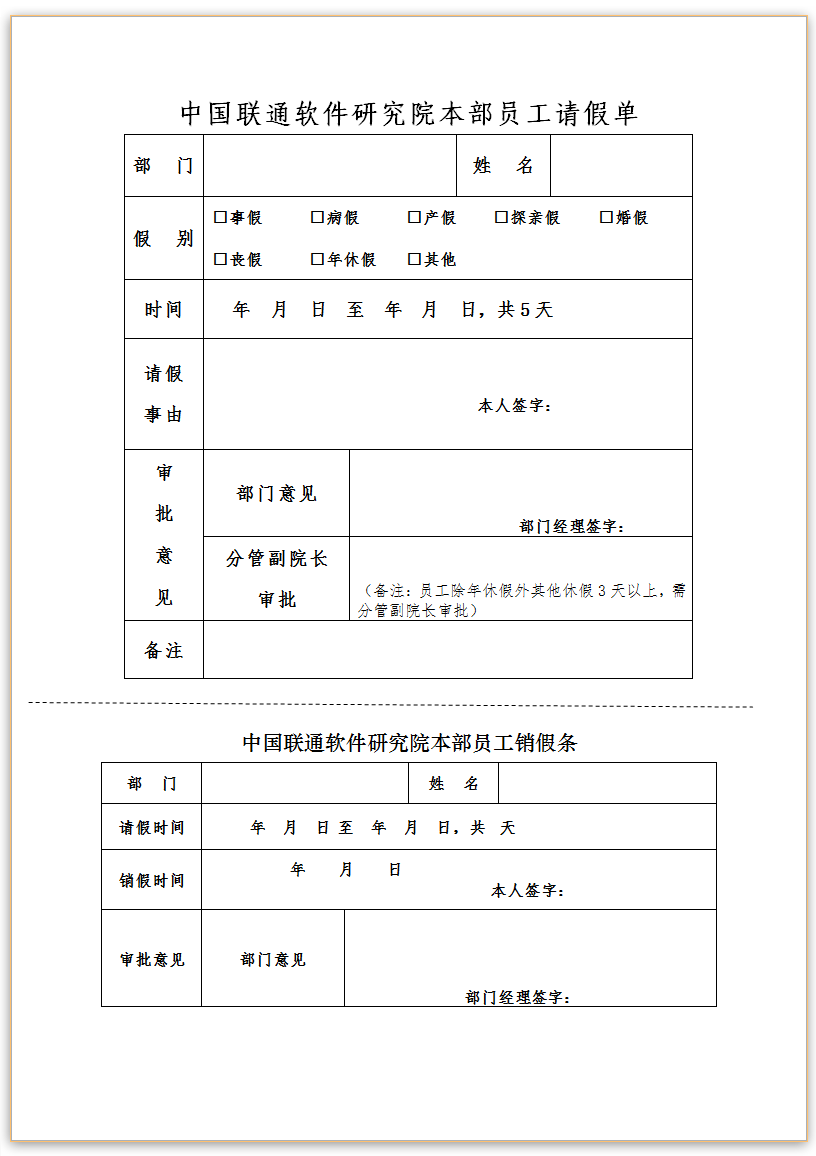 中国联通软件研究院本部员工请假单
部 门 姓 名
假 别
□事假 □病假 □产假 □探亲假 □婚假
□丧假 □年休假 □其他
时间 年 月 日 至 年 月 日，共5天
请假
事由
本人签字：
审
批
意
见
部门意见
部门经理签字：
分管副院长
审批
（备注：员工除年休假外其他休假3天以上，需
分管副院长审批）
备注
中国联通软件研究院本部员工销假条
部 门 姓 名
请假时间 年 月 日 至 年 月 日，共 天
销假时间 年 月 日
本人签字：
审批意见 部门意见
部门经理签字：